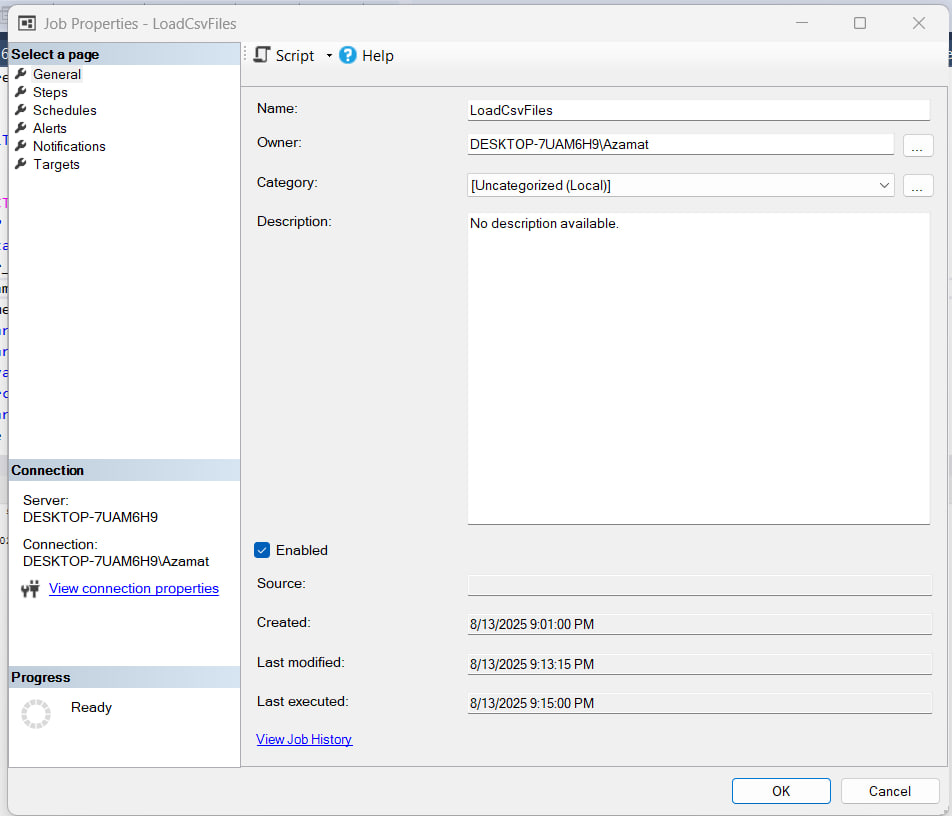 Job Properties - LoadCsvFiles
Select a page
General
Steps
Schedules
Alerts
Notifications
Targets
Script
Help
Name:
LoadCsvFiles
Owner:
DESKTOP-7UAM6H9\Azamat
...
Category:
[Uncategorized (Local)]
...
Description:
No description available.
Connection
Server:
DESKTOP-7UAM6H9
Connection:
DESKTOP-7UAM6H9\Azamat
View connection properties
Enabled
Source:
Created:
8/13/2025 9:01:00 PM
Last modified:
8/13/2025 9:13:15 PM
Last executed:
8/13/2025 9:15:00 PM
View Job History
Progress
Ready
OK
Cancel